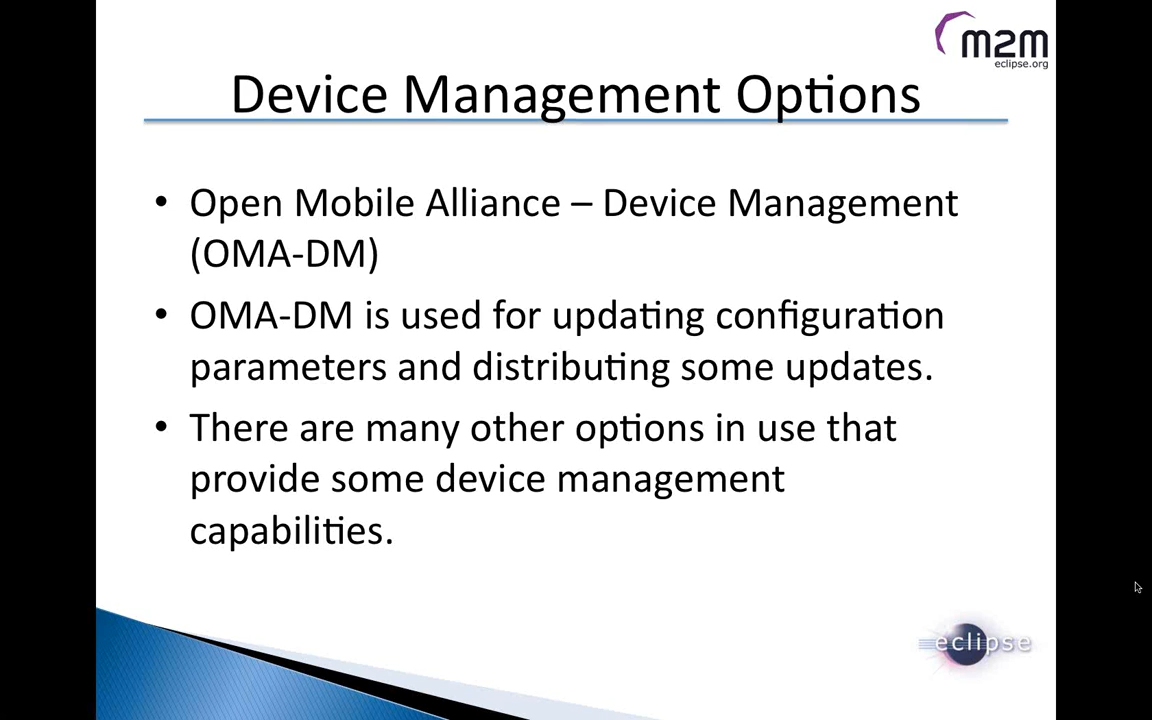 m2m
eclipse.org
Device Management Options
• Open Mobile Alliance – Device Management
(OMA-DM)
• OMA-DM is used for updating configuration
parameters and distributing some updates.
• There are many other options in use that
provide some device management
capabilities.
eclipse